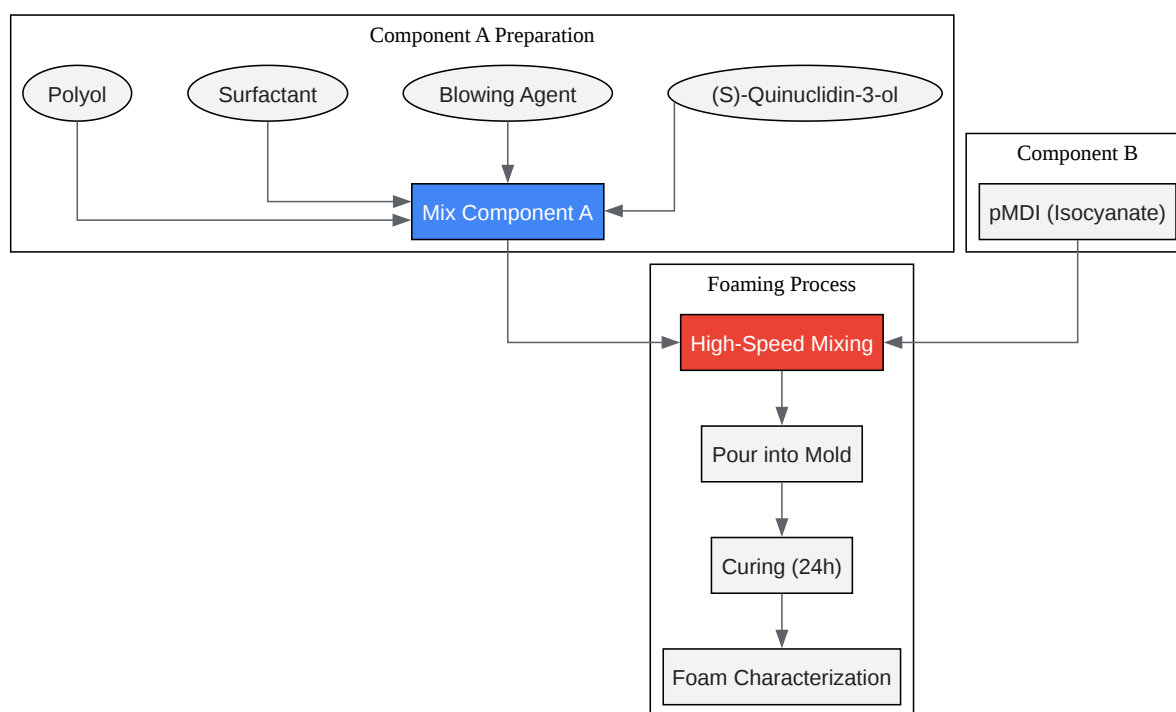 Component A Preparation
Polyol
Surfactant
Blowing Agent
(S)-Quinuclidin-3-ol
Component B
Mix Component A
pMDI (Isocyanate)
Foaming Process
High-Speed Mixing
Pour into Mold
Curing (24h)
Foam Characterization